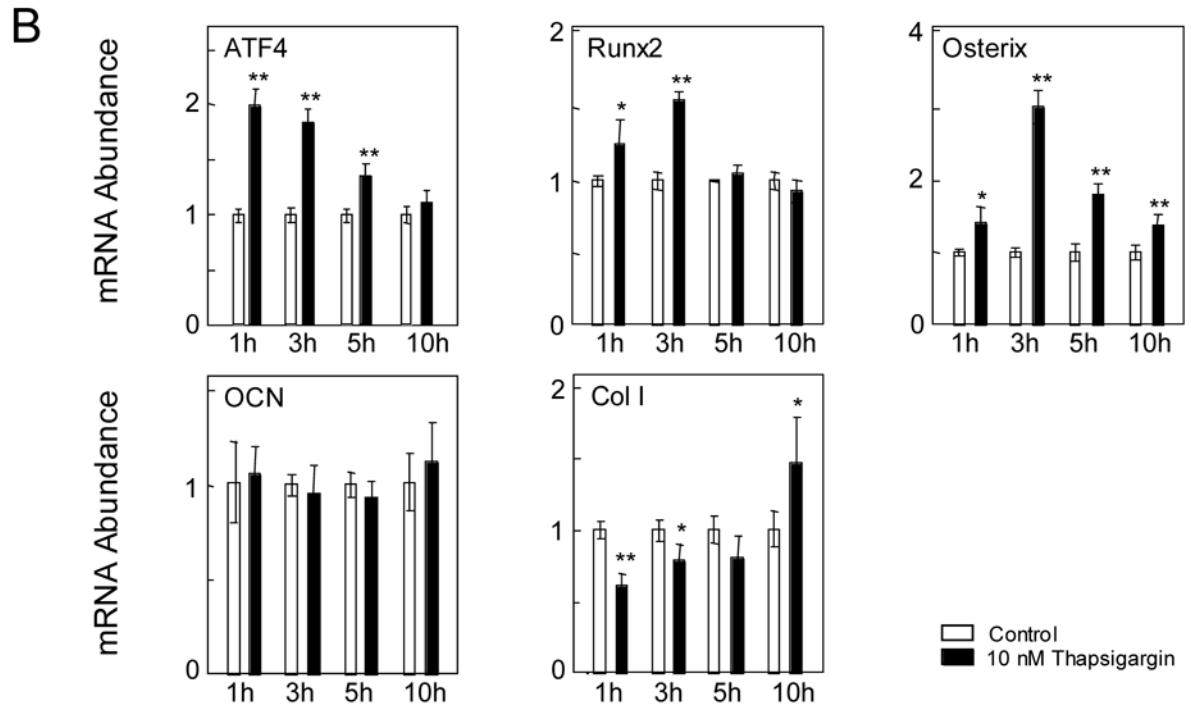 B
mRNA Abundance
ATF4
2
1
0
** ** **
1h 3h 5h 10h
Runx2
2
1
0
* **
1h 3h 5h 10h
Osterix
4
2
0
* ** ** **
1h 3h 5h 10h
mRNA Abundance
OCN
1
0
1h 3h 5h 10h
Col I
2
1
0
** * *
1h 3h 5h 10h
Control
10 nM Thapsigargin